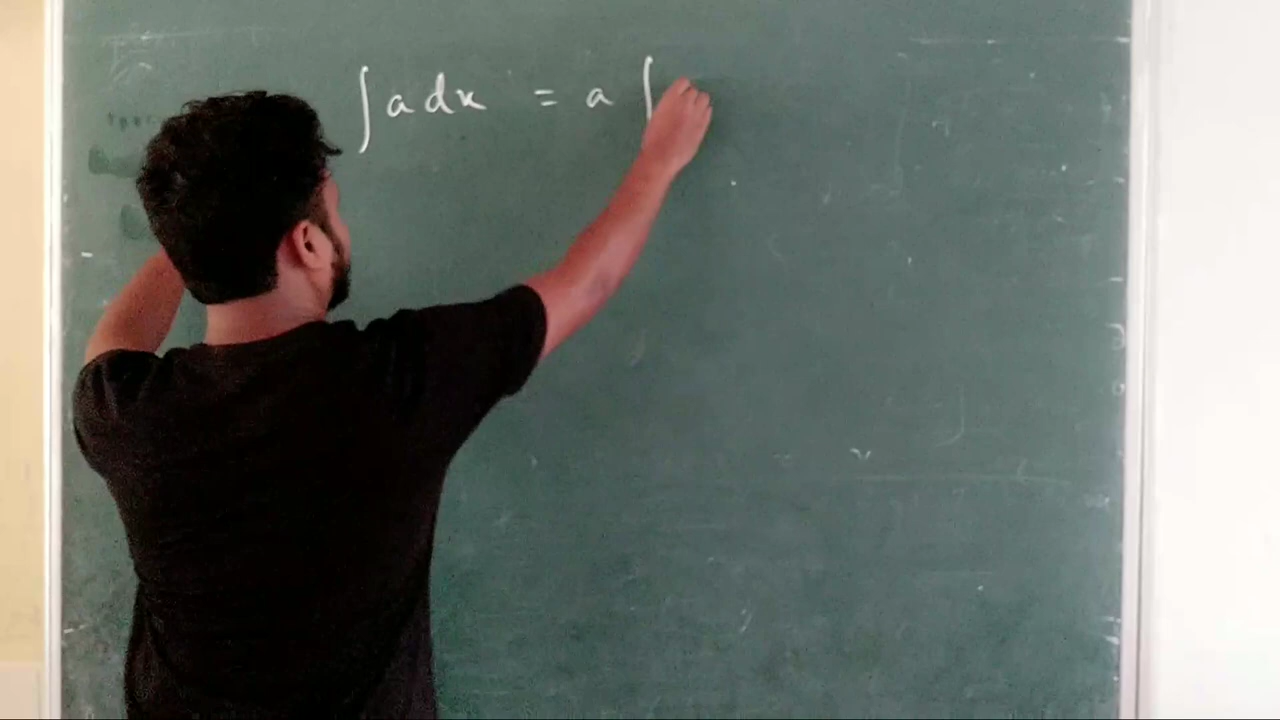 ∫ a dx = a ∫